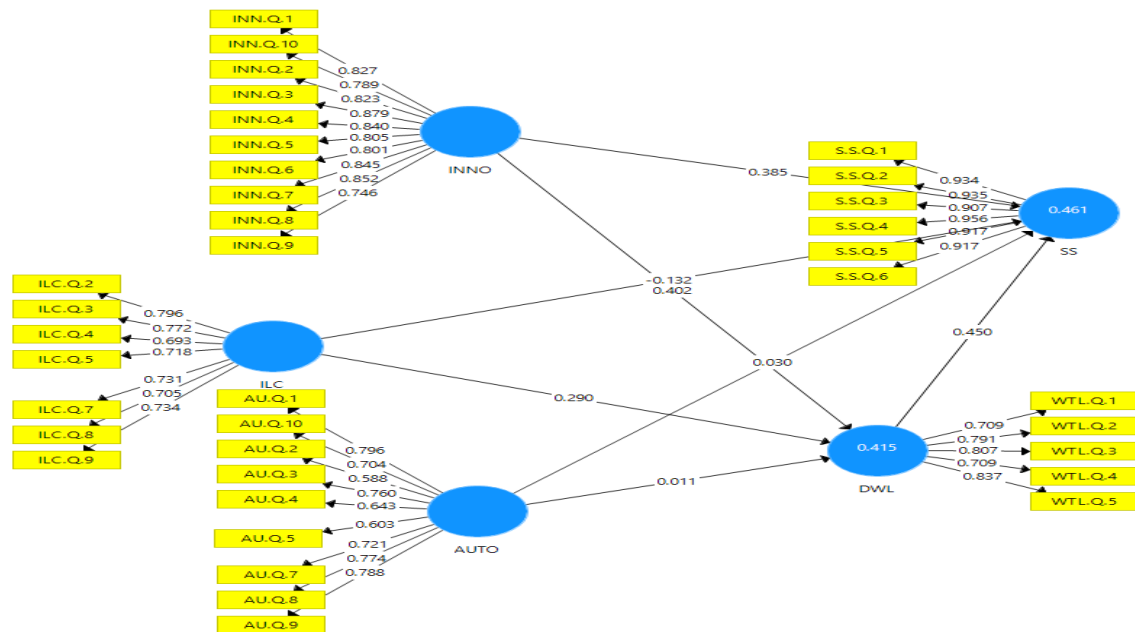 INN.Q.1
INN.Q.10
INN.Q.2
INN.Q.3
INN.Q.4
INN.Q.5
INN.Q.6
INN.Q.7
INN.Q.8
INN.Q.9
0.827
0.789
0.823
0.879
0.840
0.805
0.801
0.845
0.852
0.746
INNO
0.385
S.S.Q.1
S.S.Q.2
S.S.Q.3
S.S.Q.4
S.S.Q.5
S.S.Q.6
0.934
0.935
0.907
0.956
0.917
0.917
0.461
SS
-0.132
0.402
ILC.Q.2
ILC.Q.3
ILC.Q.4
ILC.Q.5
ILC.Q.7
ILC.Q.8
ILC.Q.9
0.796
0.772
0.693
0.718
0.731
0.705
0.734
ILC
0.450
0.030
0.290
AU.Q.1
AU.Q.10
AU.Q.2
AU.Q.3
AU.Q.4
AU.Q.5
AU.Q.7
AU.Q.8
AU.Q.9
0.796
0.704
0.588
0.760
0.643
0.603
0.721
0.774
0.788
AUTO
0.011
0.415
DWL
0.709
0.791
0.807
0.709
0.837
WTL.Q.1
WTL.Q.2
WTL.Q.3
WTL.Q.4
WTL.Q.5